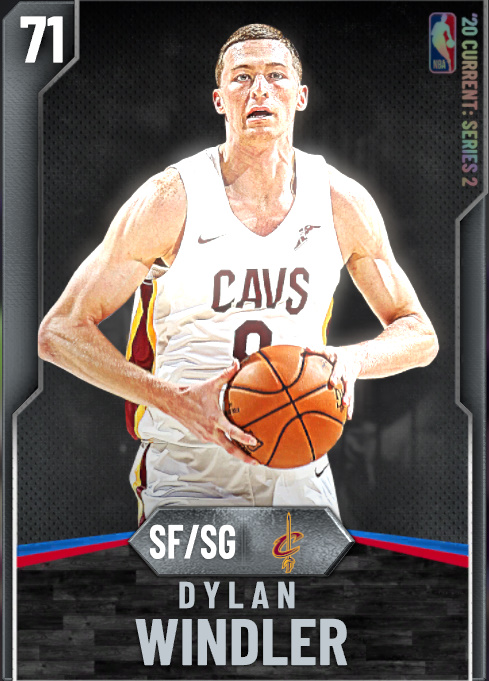 71
NBA
'20 CURRENT: SERIES 2
CAVS
SF/SG
C
DYLAN
WINDLER